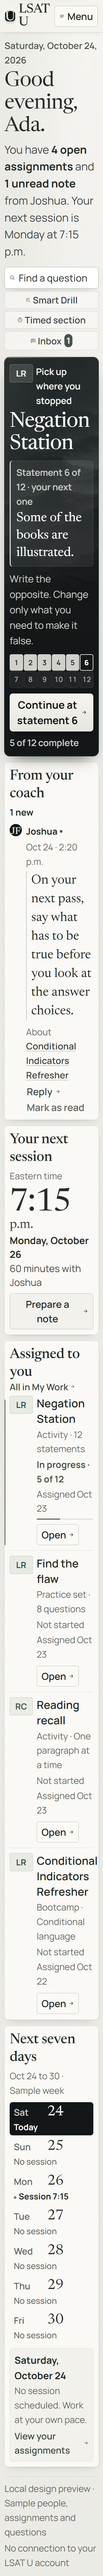 LSAT
U
Menu
Saturday, October 24,
2026
Good
evening,
Ada.
You have 4 open
assignments and
1 unread note
from Joshua. Your
next session is
Monday at 7:15
p.m.
Find a question
Smart Drill
Timed section
Inbox 1
LR Pick up
where you
stopped
Negation
Station
Statement 6 of
12 · your next
one
Some of the
books are
illustrated.
Write the
opposite. Change
only what you
need to make it
false.
1 2 3 4 5 6
7 8 9 10 11 12
Continue at
statement 6 →
5 of 12 complete
From your
coach
1 new
JF Joshua
Oct 24 · 2:20
p.m.
On your
next pass,
say what
has to be
true before
you look at
the answer
choices.
About
Conditional
Indicators
Refresher
Reply →
Mark as read
Your next
session
Eastern time
7:15
p.m.
Monday, October
26
60 minutes with
Joshua
Prepare a
note →
Assigned to
you
All in My Work →
LR Negation
Station
Activity · 12
statements
In progress ·
5 of 12
Assigned Oct
23
Open →
LR Find the
flaw
Practice set ·
8 questions
Not started
Assigned Oct
23
Open →
RC Reading
recall
Activity · One
paragraph at
a time
Not started
Assigned Oct
23
Open →
LR Conditional
Indicators
Refresher
Bootcamp ·
Conditional
language
Not started
Assigned Oct
22
Open →
Next seven
days
Oct 24 to 30 ·
Sample week
Sat 24
Today
Sun 25
No session
Mon 26
Session 7:15
Tue 27
No session
Wed 28
No session
Thu 29
No session
Fri 30
No session
Saturday,
October 24
No session
scheduled. Work
at your own pace.
View your
assignments →
Local design preview ·
Sample people,
assignments and
questions
No connection to your
LSAT U account